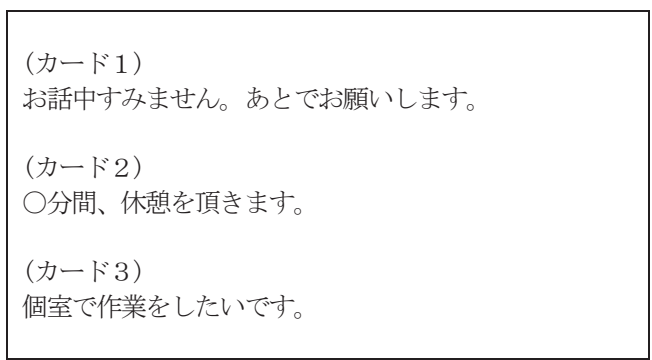 （カード１）
お話中すみません。あとでお願いします。
（カード２）
○分間、休憩を頂きます。
（カード３）
個室で作業をしたいです。